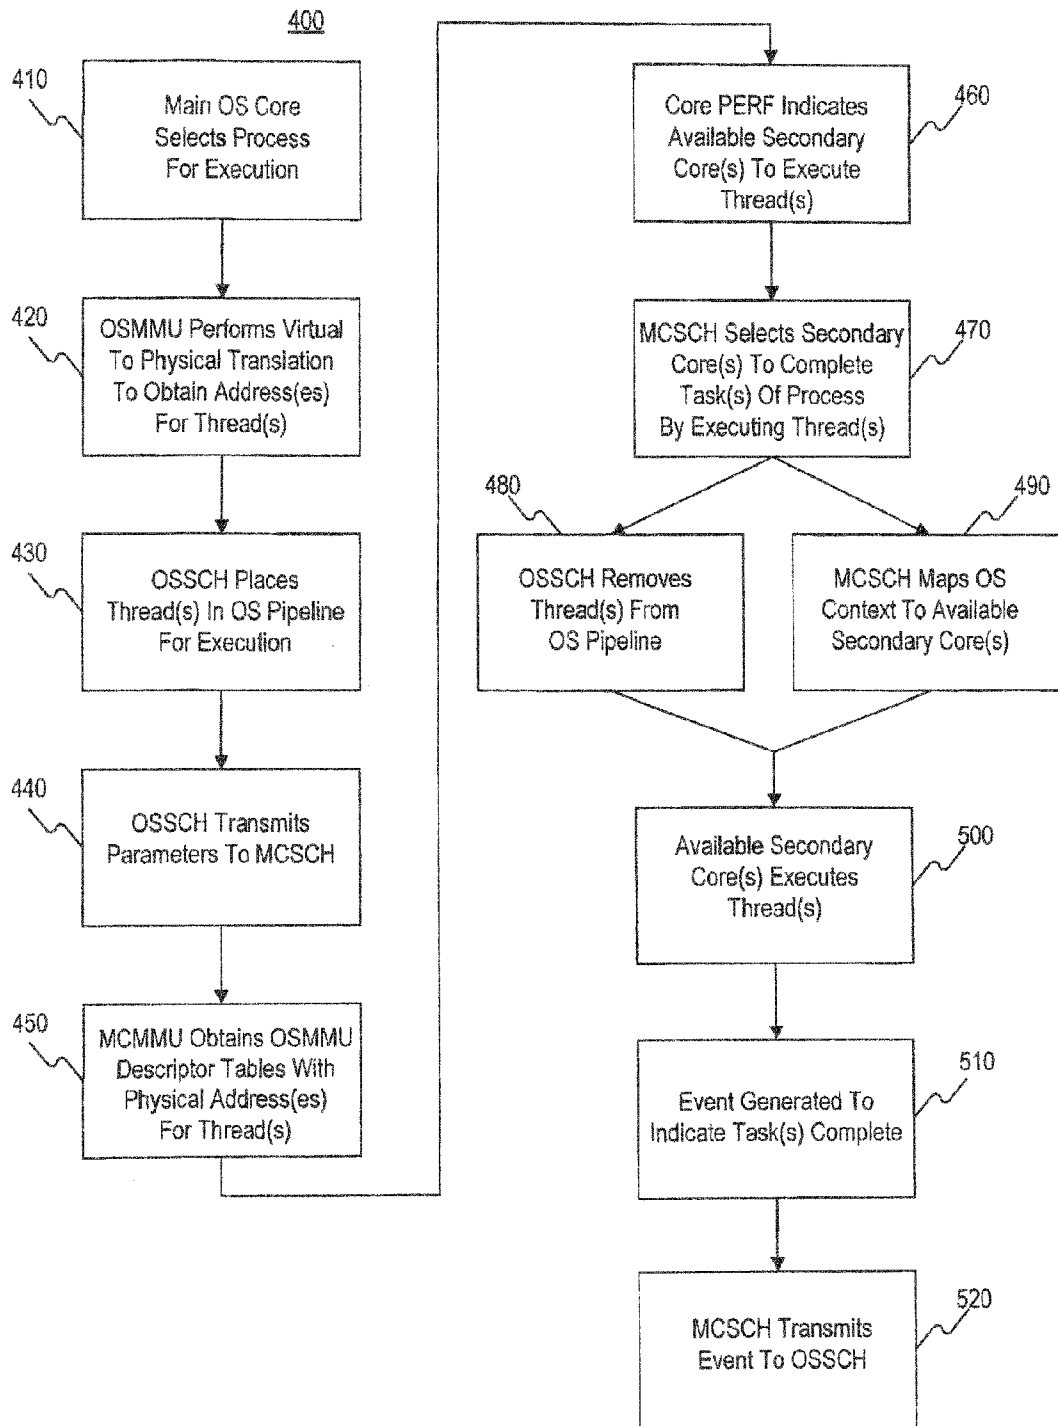 400
410
Main OS Core
Selects Process
For Execution
420
OSMMU Performs Virtual
To Physical Translation
To Obtain Address(es)
For Thread(s)
430
OSSCH Places
Thread(s) In OS Pipeline
For Execution
440
OSSCH Transmits
Parameters To MCSCH
450
MCMMU Obtains OSMMU
Descriptor Tables With
Physical Address(es)
For Thread(s)
460
Core PERF Indicates
Available Secondary
Core(s) To Execute
Thread(s)
470
MCSCH Selects Secondary
Core(s) To Complete
Task(s) Of Process
By Executing Thread(s)
480
OSSCH Removes
Thread(s) From
OS Pipeline
490
MCSCH Maps OS
Context To Available
Secondary Core(s)
500
Available Secondary
Core(s) Executes
Thread(s)
510
Event Generated To
Indicate Task(s) Complete
520
MCSCH Transmits
Event To OSSCH